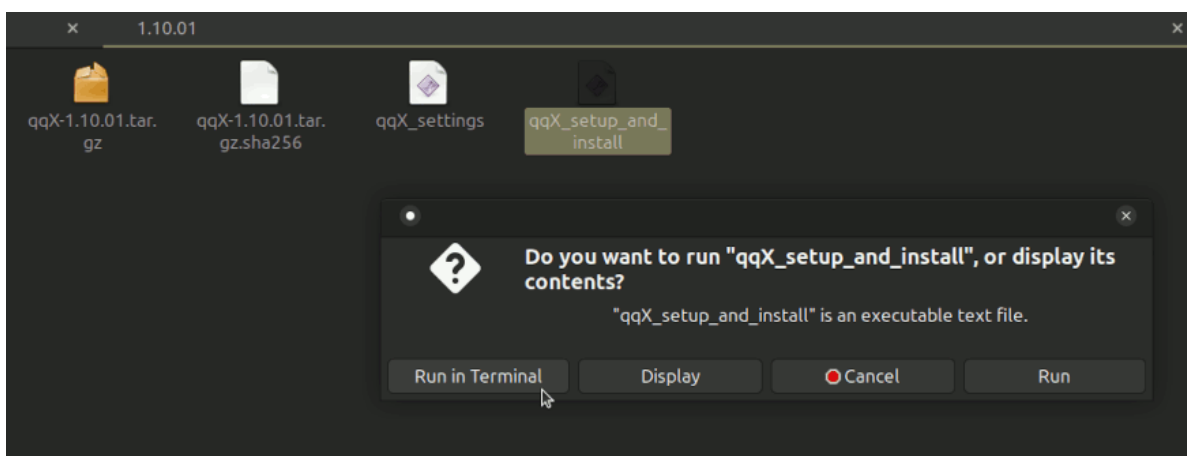 1.10.01
qqX-1.10.01.tar.
gz
qqX-1.10.01.tar.
gz.sha256
qqX_settings
qqX_setup_and_
install
Do you want to run "qqX_setup_and_install", or display its
contents?
"qqX_setup_and_install" is an executable text file.
Run in Terminal
Display
Cancel
Run